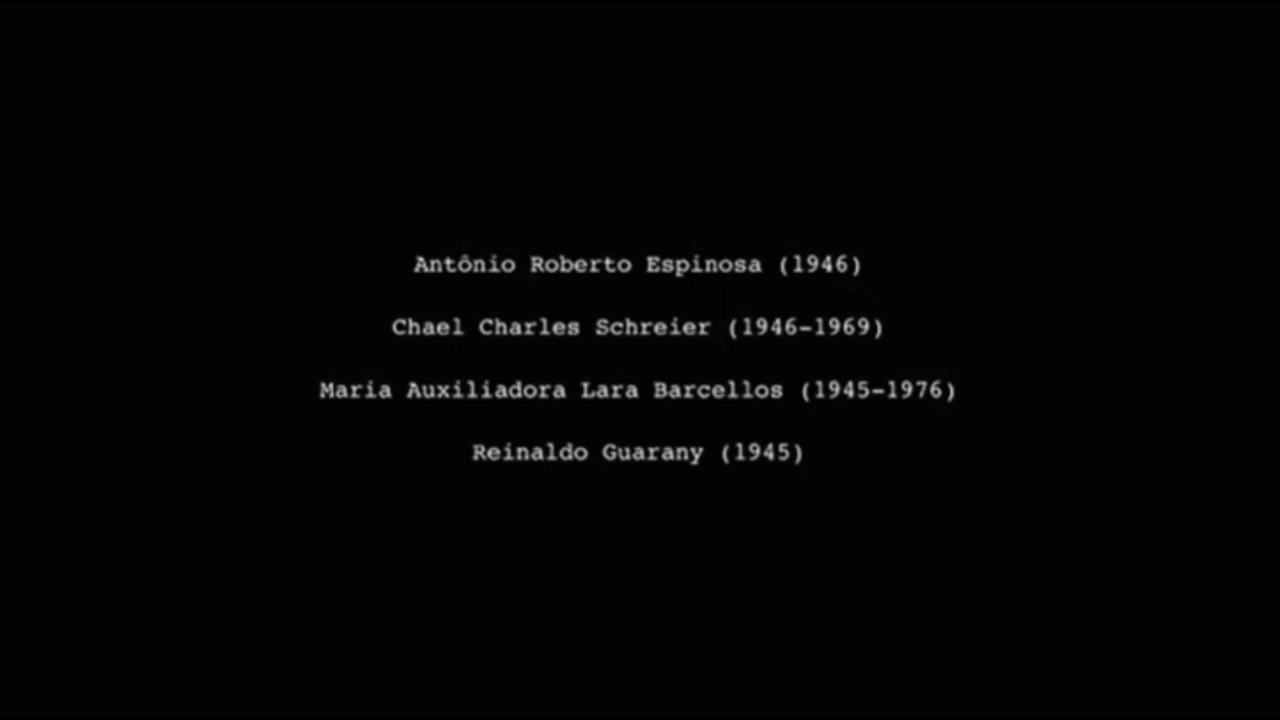 Antônio Roberto Espinosa (1946)
Chael Charles Schreier (1946-1969)
Maria Auxiliadora Lara Barcellos (1945-1976)
Reinaldo Guarany (1945)